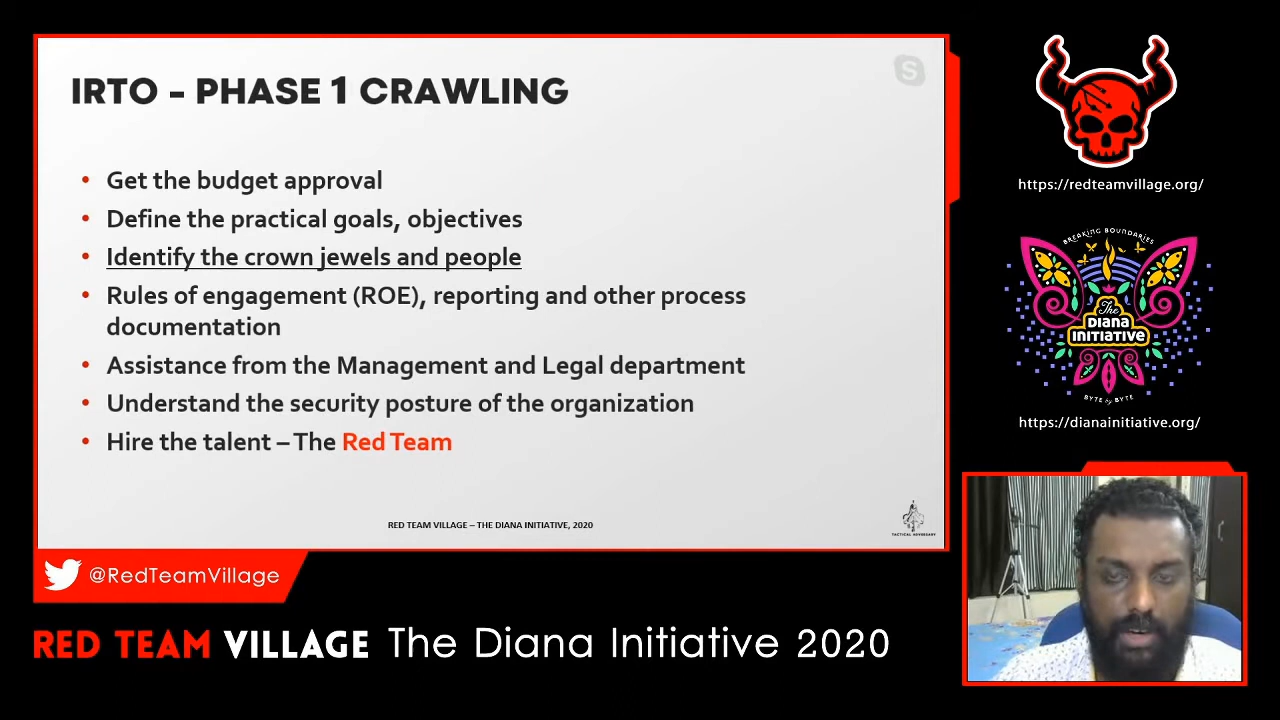 IRTO - PHASE 1 CRAWLING
• Get the budget approval
• Define the practical goals, objectives
• Identify the crown jewels and people
• Rules of engagement (ROE), reporting and other process
documentation
• Assistance from the Management and Legal department
• Understand the security posture of the organization
• Hire the talent – The Red Team
RED TEAM VILLAGE – THE DIANA INITIATIVE, 2020
TACTICAL ADVERSARY
https://redteamvillage.org/
BREAKING BOUNDARIES
The
DIANA
INITIATIVE
BYTE by BYTE
https://dianainitiative.org/
@RedTeamVillage
RED TEAM VILLAGE The Diana Initiative 2020